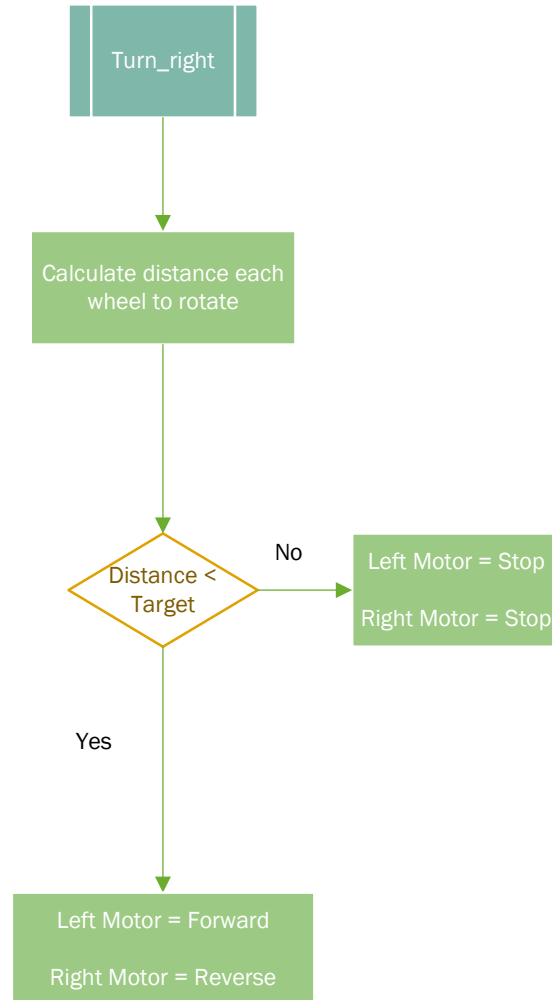 Turn_right
Calculate distance each
wheel to rotate
Distance <
Target
No
Left Motor = Stop
Right Motor = Stop
Yes
Left Motor = Forward
Right Motor = Reverse